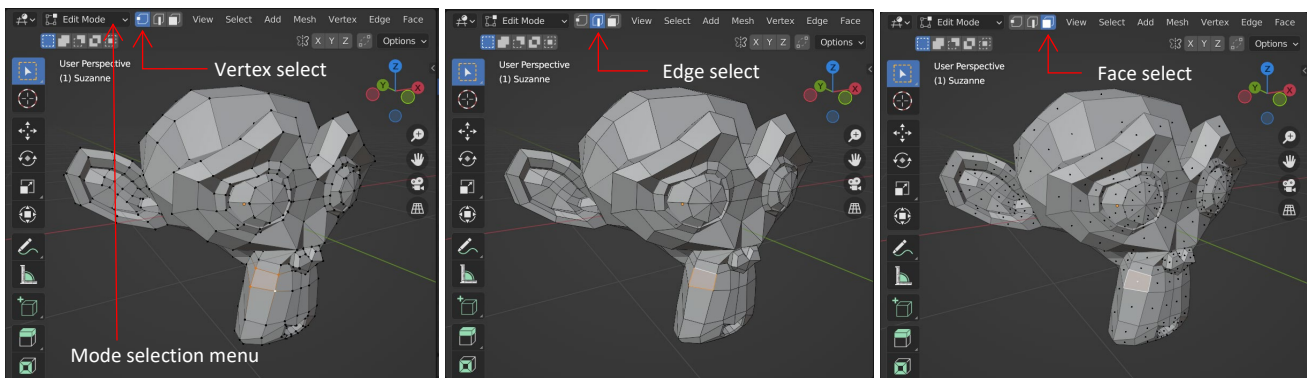 Edit Mode View Select Add Mesh Vertex Edge Face
X Y Z Options
User Perspective
(1) Suzanne
Vertex select
Z
Y
X
Mode selection menu
Edit Mode View Select Add Mesh Vertex Edge Face
X Y Z Options
User Perspective
(1) Suzanne
Edge select
Z
Y
X
Edit Mode View Select Add Mesh Vertex Edge Face
X Y Z Options
User Perspective
(1) Suzanne
Face select
Z
Y
X